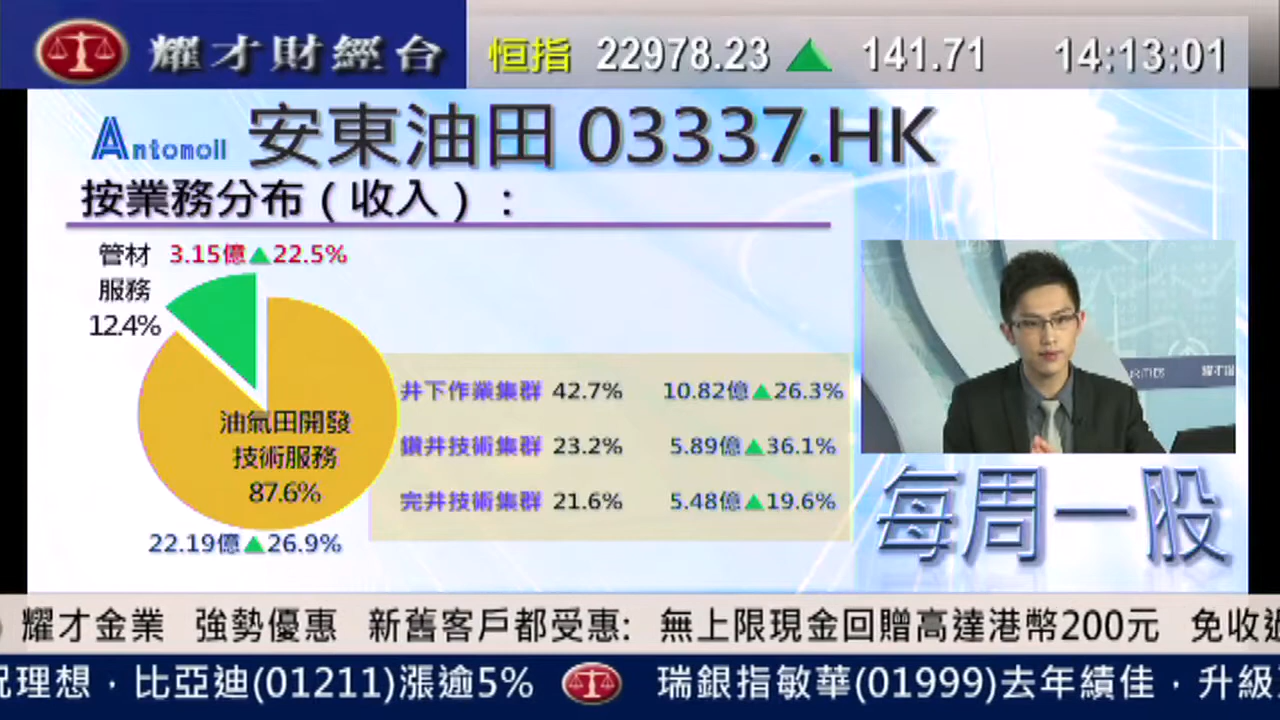 耀才財經台
恒指 22978.23 ▲ 141.71 14:13:01
Antomoil 安東油田 03337.HK
按業務分布(收入):
管材 3.15億▲22.5%
服務
12.4%
油氣田開發
技術服務
87.6%
22.19億▲26.9%
井下作業集群 42.7% 10.82億▲26.3%
鑽井技術集群 23.2% 5.89億▲36.1%
完井技術集群 21.6% 5.48億▲19.6%
每周一股
耀才金業 強勢優惠 新舊客戶都受惠: 無上限現金回贈高達港幣200元 免收
理想.比亞迪(01211)漲逾5% 瑞銀指敏華(01999)去年績佳.升級